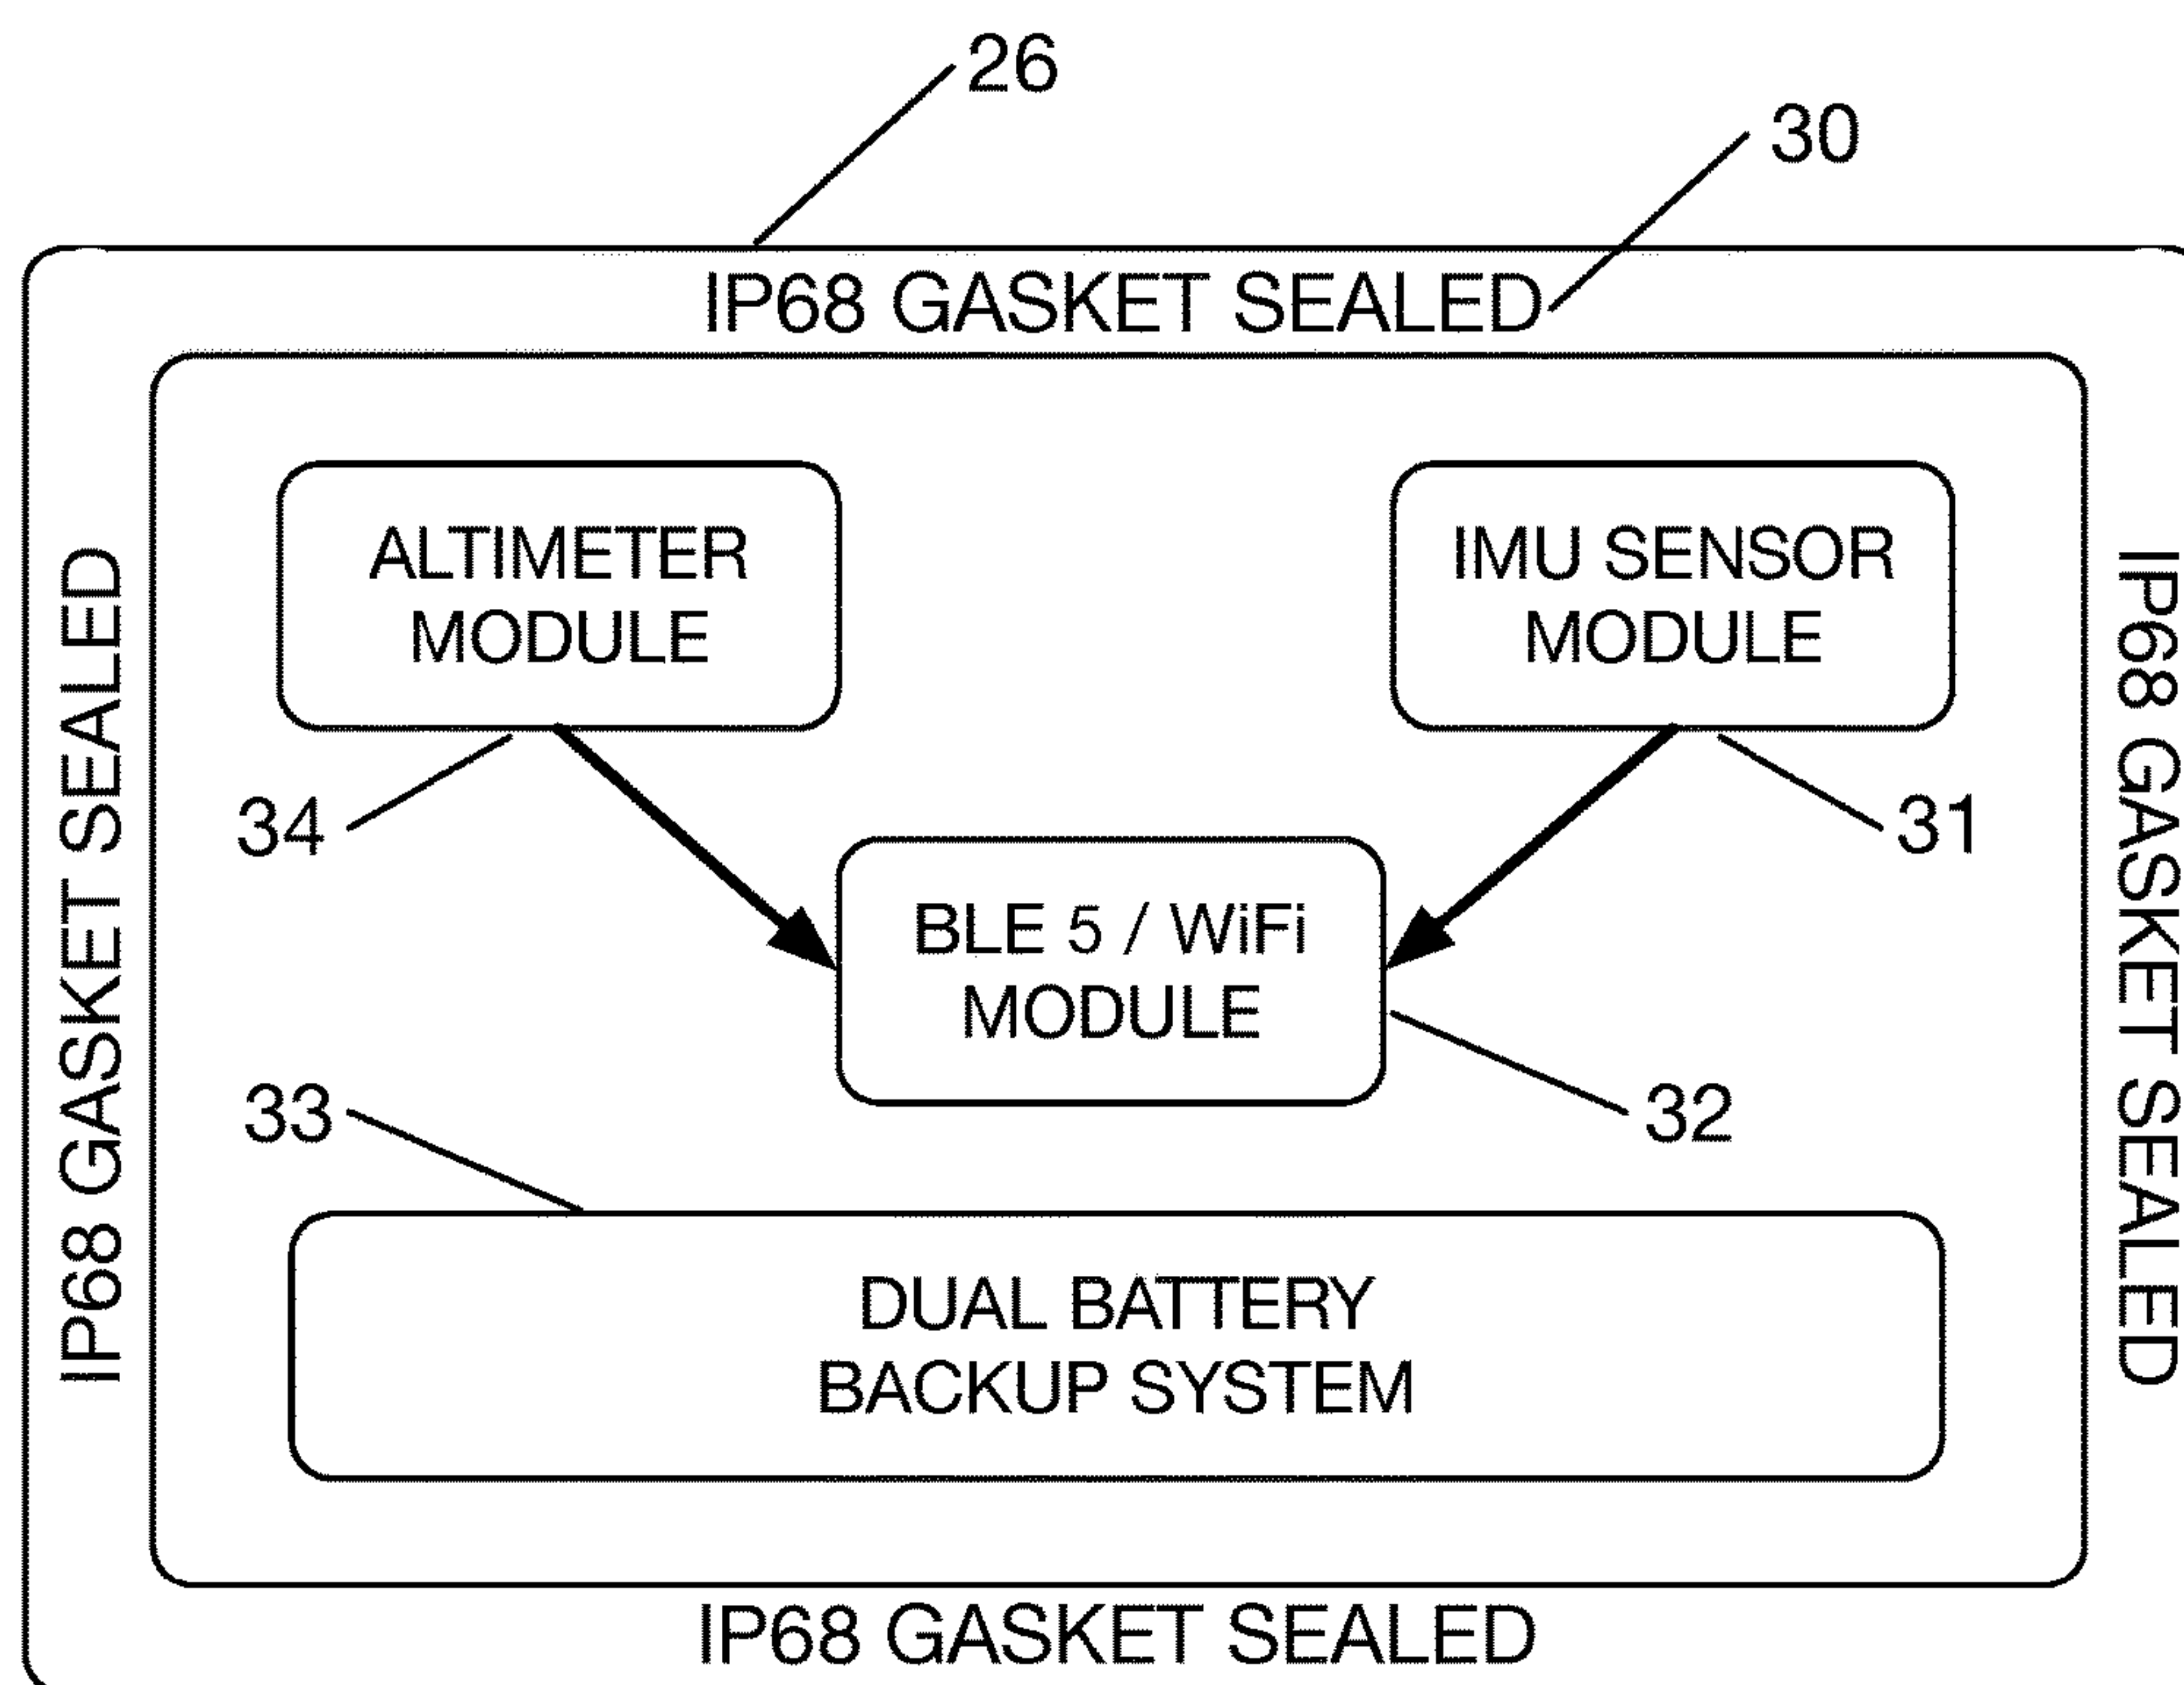 26
30
IP68 GASKET SEALED
IP68 GASKET SEALED
IP68 GASKET SEALED
ALTIMETER
MODULE
IMU SENSOR
MODULE
34
31
BLE 5 / WiFi
MODULE
33
32
DUAL BATTERY
BACKUP SYSTEM
IP68 GASKET SEALED